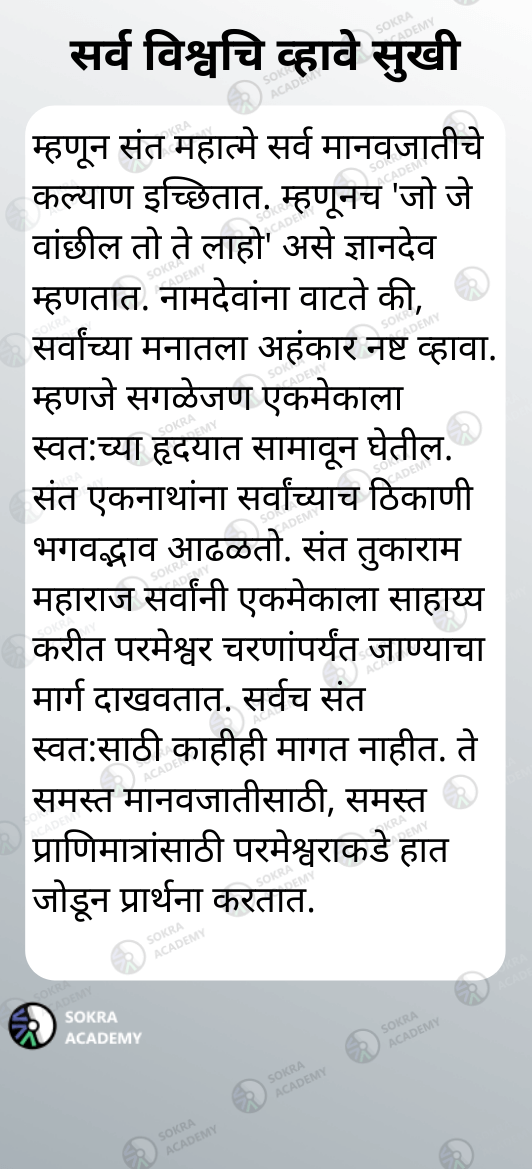 सर्व विश्वचि व्हावे सुखी
म्हणून संत महात्मे सर्व मानवजातीचे
कल्याण इच्छितात. म्हणूनच 'जो जे
वांछील तो ते लाहो' असे ज्ञानदेव
म्हणतात. नामदेवांना वाटते की,
सर्वांच्या मनातला अहंकार नष्ट व्हावा.
म्हणजे सगळेजण एकमेकाला
स्वत:च्या हृदयात सामावून घेतील.
संत एकनाथांना सर्वांच्याच ठिकाणी
भगवद्भाव आढळतो. संत तुकाराम
महाराज सर्वांनी एकमेकाला साहाय्य
करीत परमेश्वर चरणांपर्यंत जाण्याचा
मार्ग दाखवतात. सर्वच संत
स्वत:साठी काहीही मागत नाहीत. ते
समस्त मानवजातीसाठी, समस्त
प्राणिमात्रांसाठी परमेश्वराकडे हात
जोडून प्रार्थना करतात.
SOKRA
ACADEMY